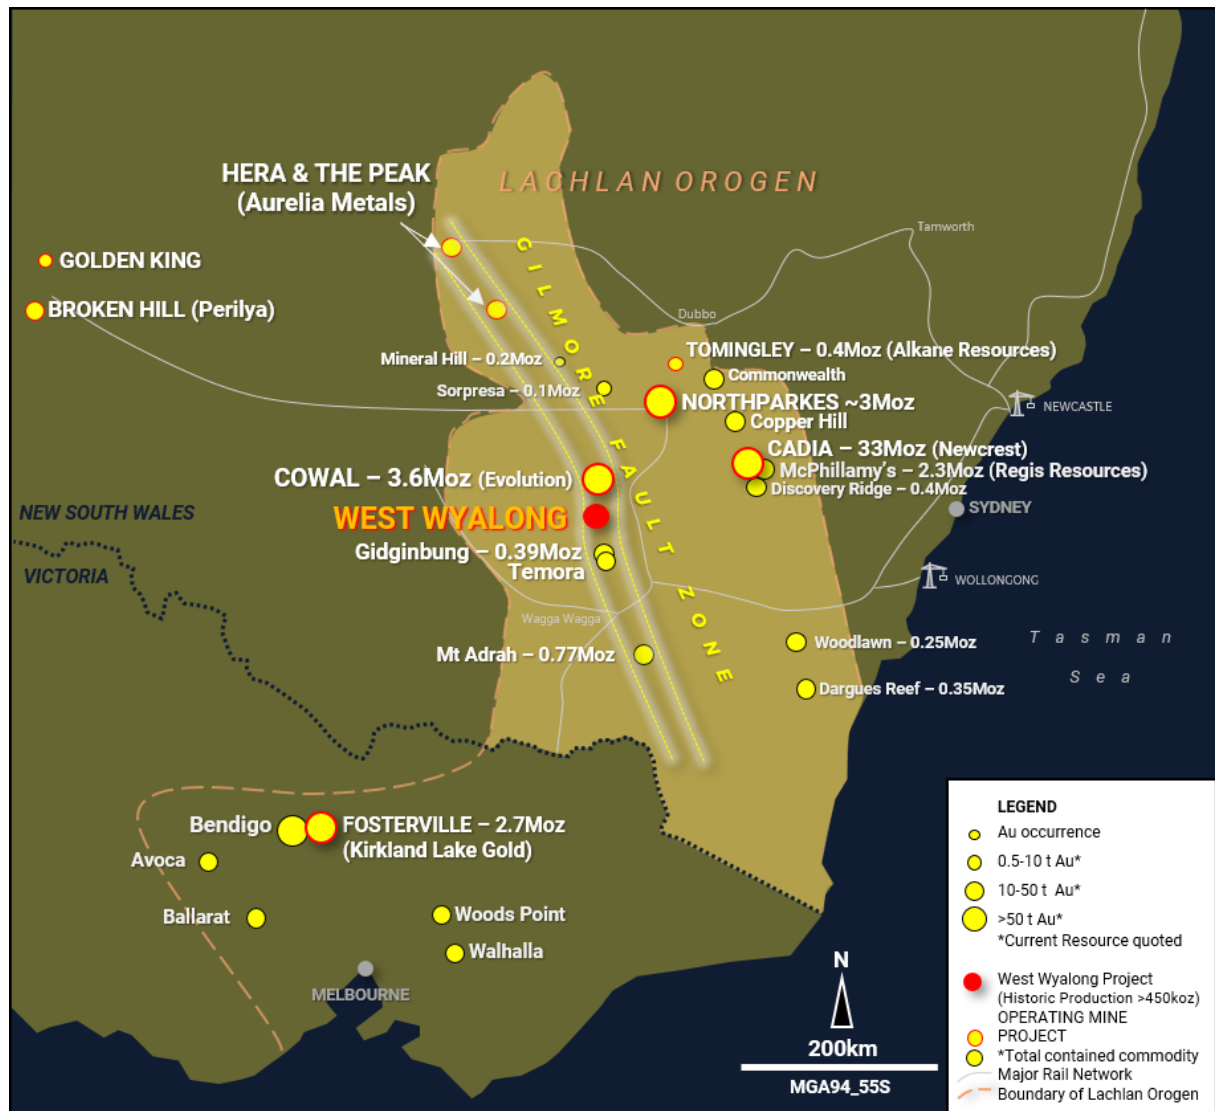 LACHLAN OROGEN
HERA & THE PEAK
(Aurelia Metals)
Tamworth
GILMORE FAULT ZONE
GOLDEN KING
BROKEN HILL (Perilya)
Dubbo
Mineral Hill – 0.2Moz
TOMINGLEY – 0.4Moz (Alkane Resources)
Commonwealth
Sorpresa – 0.1Moz
NORTHPARKES ~3Moz
NEWCASTLE
Copper Hill
CADIA – 33Moz (Newcrest)
McPhillamy's – 2.3Moz (Regis Resources)
COWAL – 3.6Moz (Evolution)
Discovery Ridge – 0.4Moz
NEW SOUTH WALES
WEST WYALONG
SYDNEY
Gidginbung – 0.39Moz
VICTORIA
Temora
WOLLONGONG
Wagga Wagga
Tasman
Sea
Mt Adrah – 0.77Moz
Woodlawn – 0.25Moz
Dargues Reef – 0.35Moz
Bendigo
FOSTERVILLE – 2.7Moz
(Kirkland Lake Gold)
Avoca
Ballarat
Woods Point
Walhalla
MELBOURNE
N
200km
MGA94_55S
LEGEND
Au occurrence
0.5-10 t Au*
10-50 t Au*
>50 t Au*
*Current Resource quoted
West Wyalong Project
(Historic Production >450koz)
OPERATING MINE
PROJECT
*Total contained commodity
Major Rail Network
Boundary of Lachlan Orogen